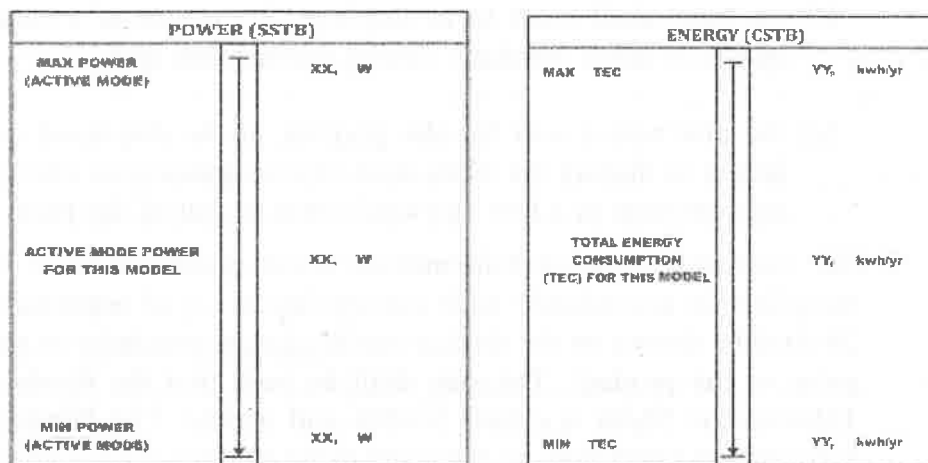 POWER (SSTB)
MAX POWER
(ACTIVE MODE)
XX, W
ACTIVE MODE POWER
FOR THIS MODEL
XX, W
MIN POWER
(ACTIVE MODE)
XX, W
ENERGY (CSTB)
MAX TEC
YY, kwh/yr
TOTAL ENERGY
CONSUMPTION
(TEC) FOR THIS MODEL
YY, kwh/yr
MIN TEC
YY, kwh/yr